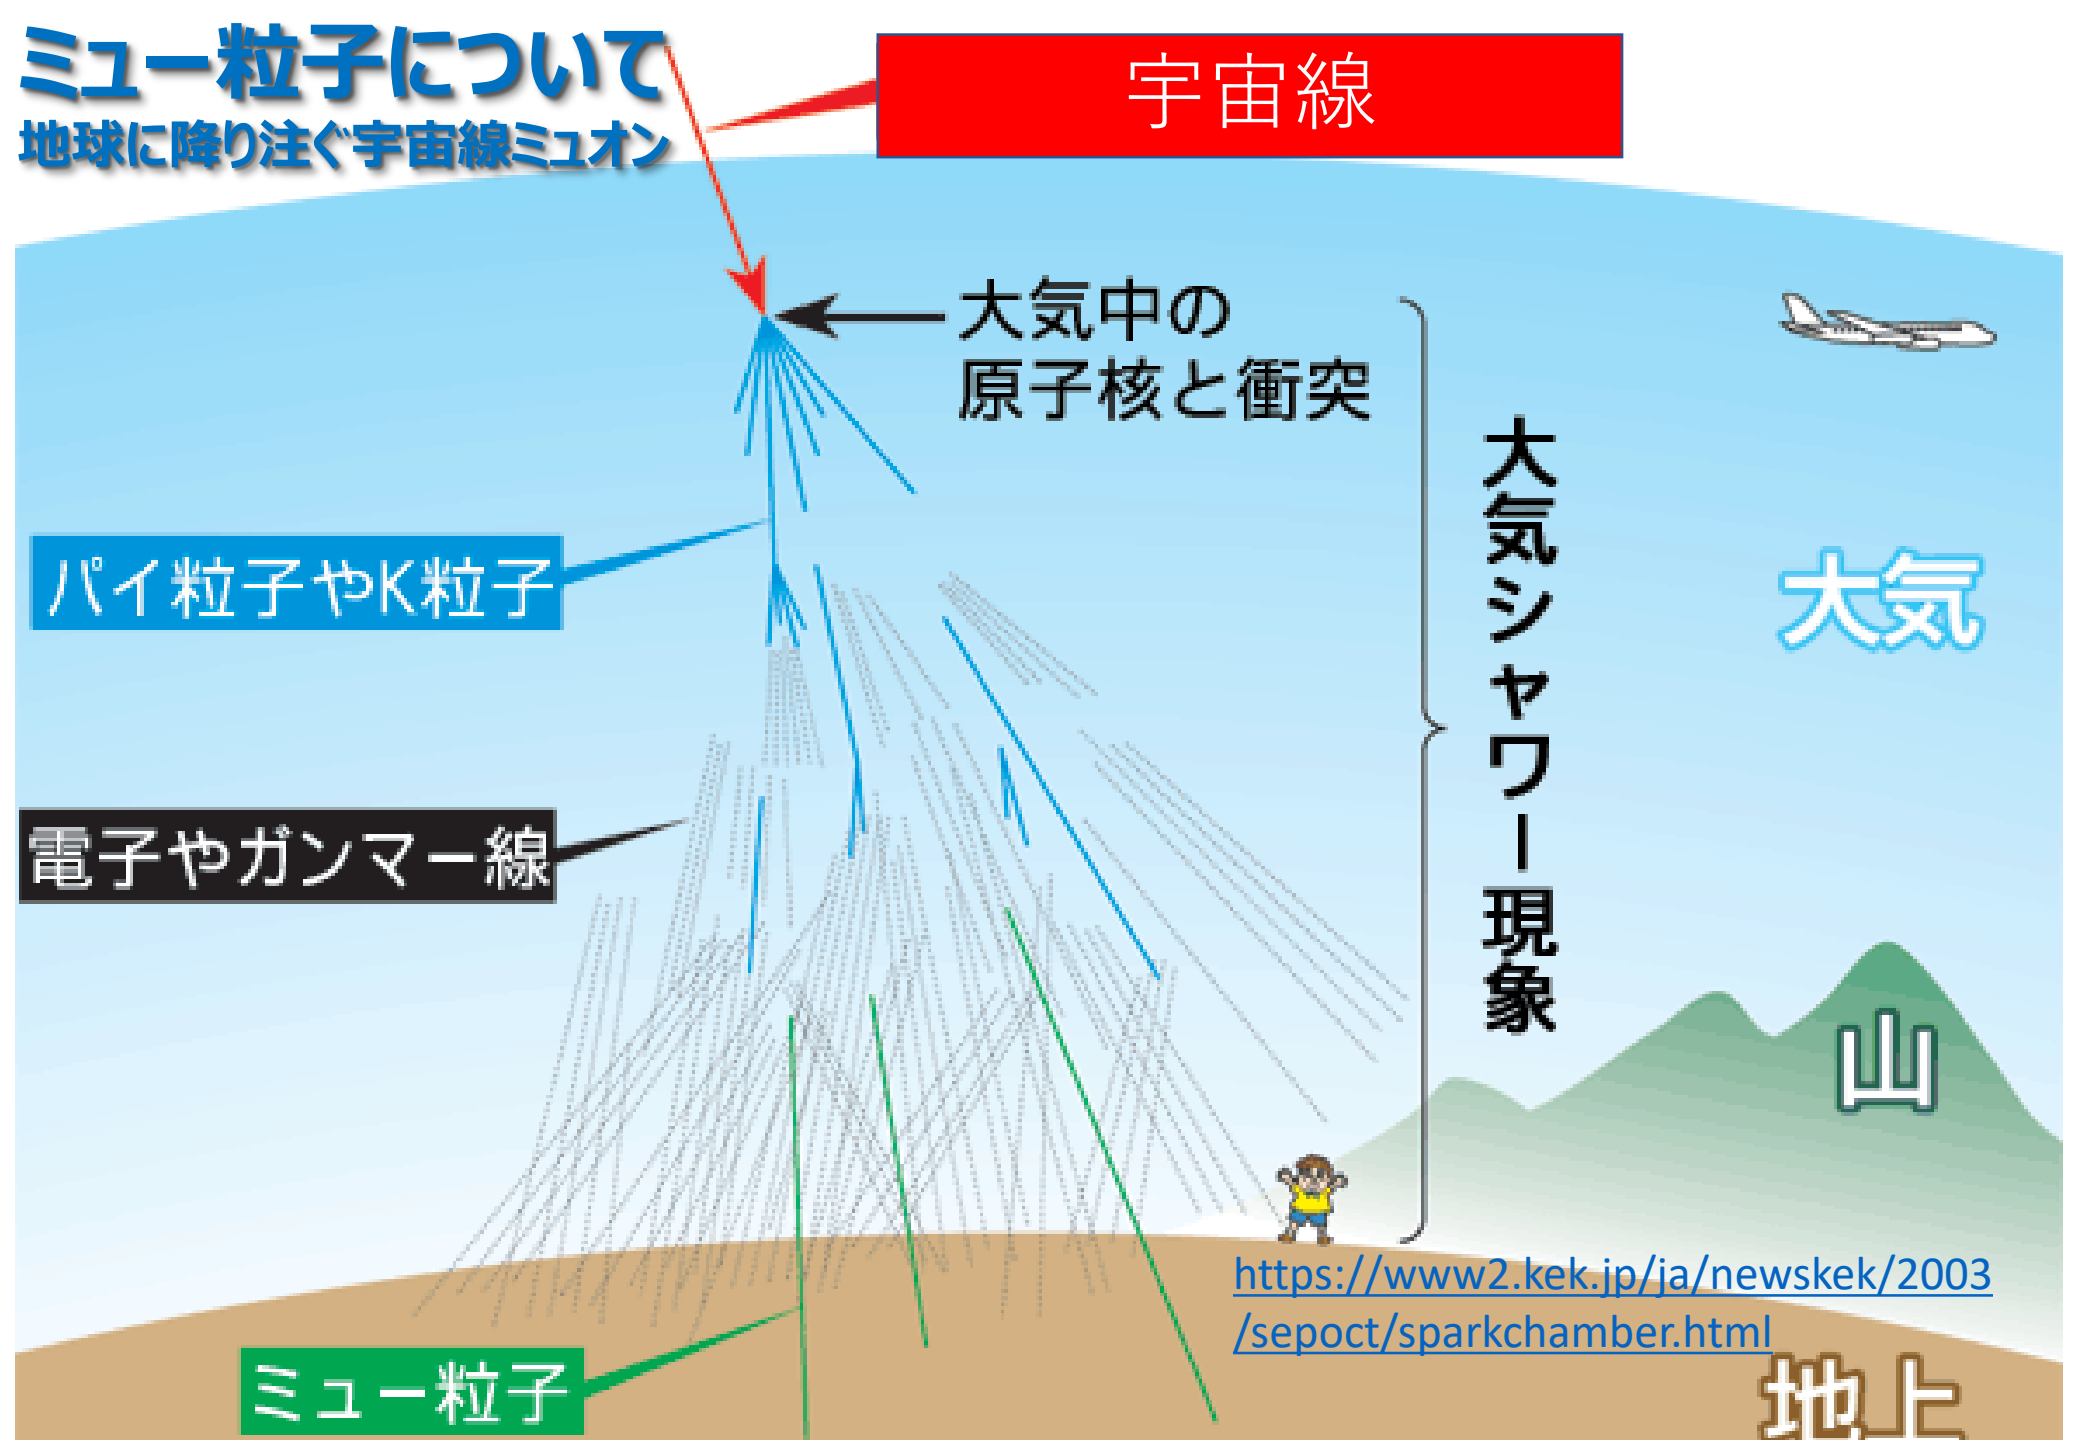 ミュー粒子について
地球に降り注ぐ宇宙線ミュオン
宇宙線
大気中の
原子核と衝突
大気シャワー現象
パイ粒子やK粒子
大気
電子やガンマー線
山
https://www2.kek.jp/ja/newskek/2003
/sepoct/sparkchamber.html
ミュー粒子
地上